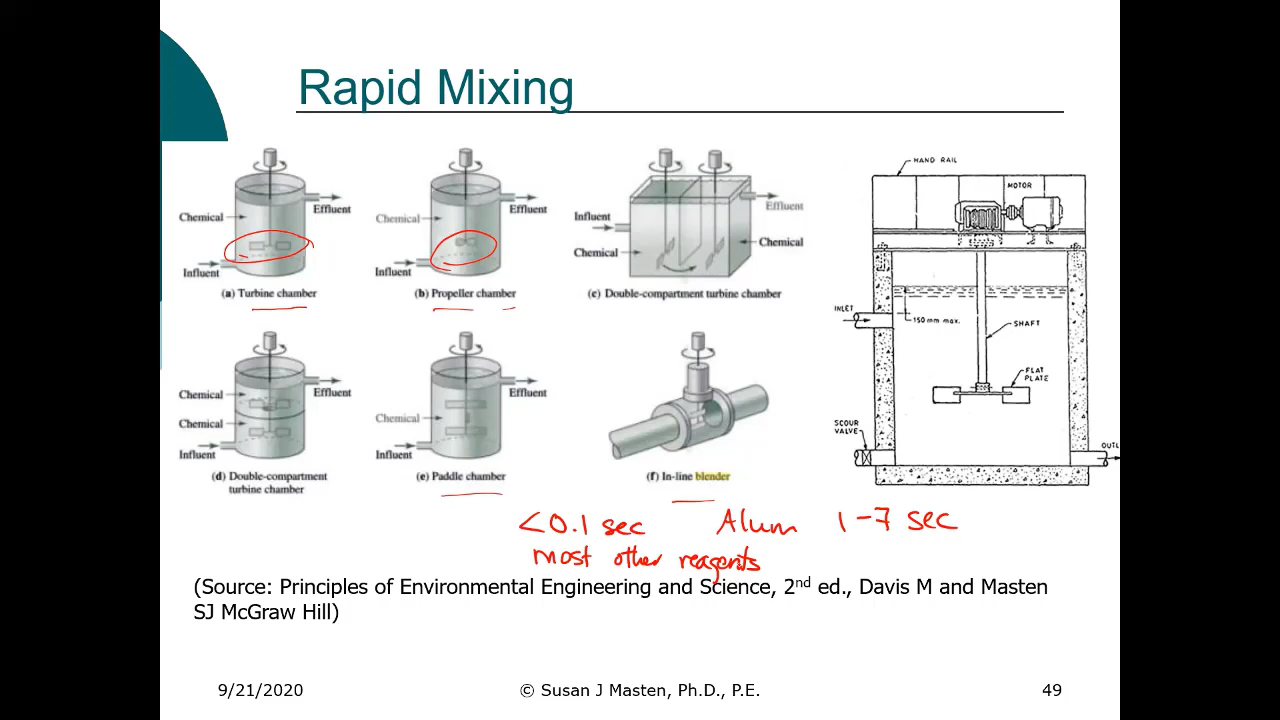 Rapid Mixing
Chemical
Effluent
Influent
(a) Turbine chamber
Chemical
Effluent
Influent
(b) Propeller chamber
Influent
Effluent
Chemical
Chemical
(c) Double-compartment turbine chamber
Chemical
Effluent
Chemical
Influent
(d) Double-compartment
turbine chamber
Chemical
Effluent
Influent
(e) Paddle chamber
(f) In-line blender
HAND RAIL
MOTOR
INLET
150 mm max.
SHAFT
FLAT
PLATE
SCOUR
VALVE
OUTL
<0.1 sec Alum 1-7 sec
most other reagents
(Source: Principles of Environmental Engineering and Science, 2nd ed., Davis M and Masten
SJ McGraw Hill)
9/21/2020
© Susan J Masten, Ph.D., P.E.
49